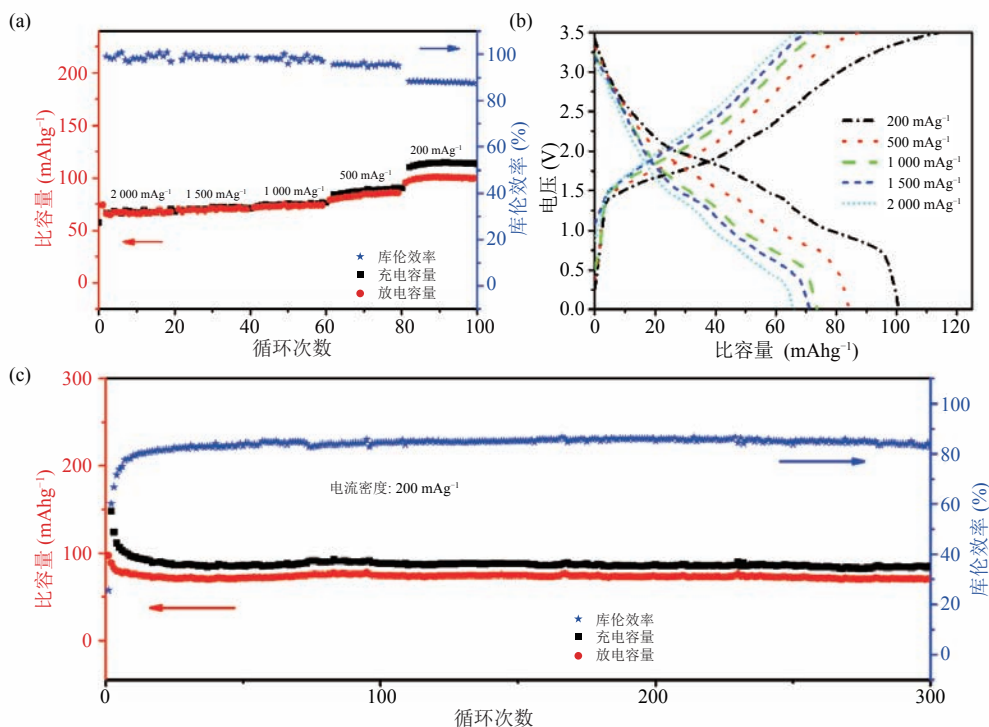 (a)
200
150
100
50
0
比容量 (mAhg⁻¹)
100
80
60
40
20
0
库伦效率 (%)
2 000 mAg⁻¹
1 500 mAg⁻¹
1 000 mAg⁻¹
500 mAg⁻¹
200 mAg⁻¹
库伦效率
充电容量
放电容量
0 20 40 60 80 100
循环次数
(b)
3.5
3.0
2.5
2.0
1.5
1.0
0.5
0.0
电压 (V)
200 mAg⁻¹
500 mAg⁻¹
1 000 mAg⁻¹
1 500 mAg⁻¹
2 000 mAg⁻¹
0 20 40 60 80 100 120
比容量 (mAhg⁻¹)
(c)
300
200
100
0
比容量 (mAhg⁻¹)
100
80
60
40
20
0
库伦效率 (%)
电流密度: 200 mAg⁻¹
库伦效率
充电容量
放电容量
0 100 200 300
循环次数